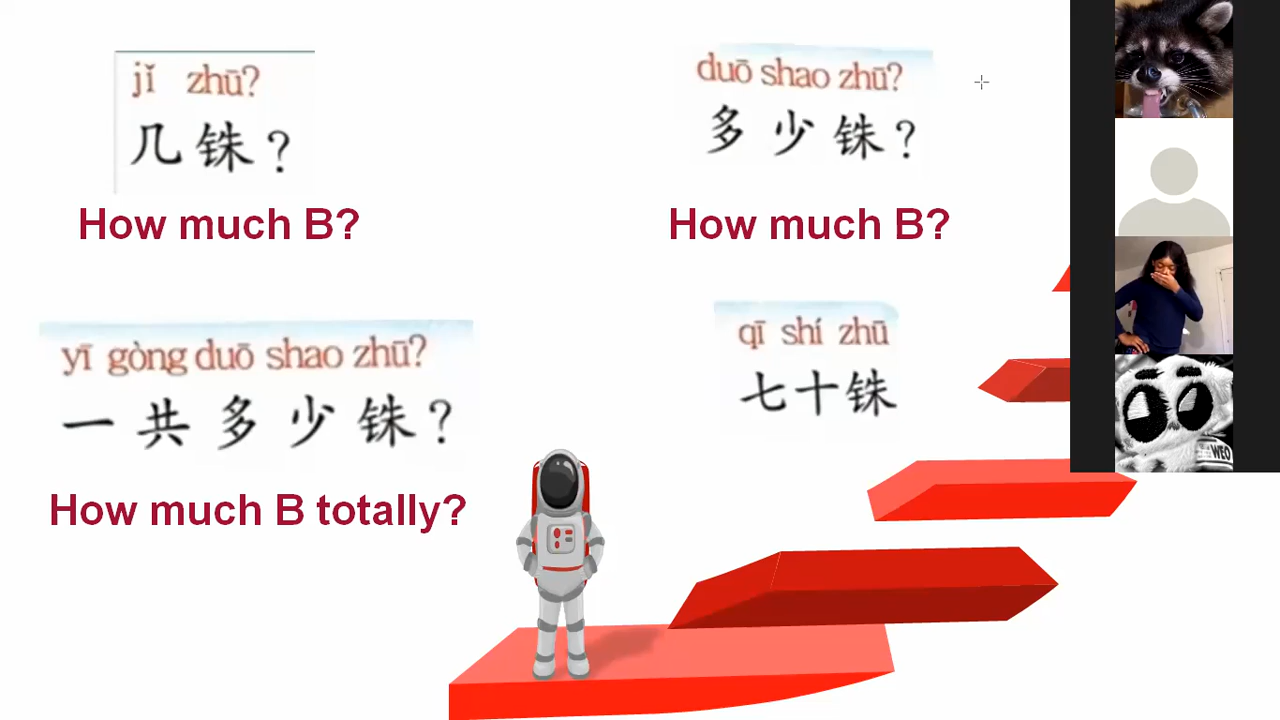 jǐ zhū?
几铢?
How much B?
duō shao zhū?
多少铢?
How much B?
yī gòng duō shao zhū?
一共多少铢?
How much B totally?
qī shí zhū
七十铢
WEO